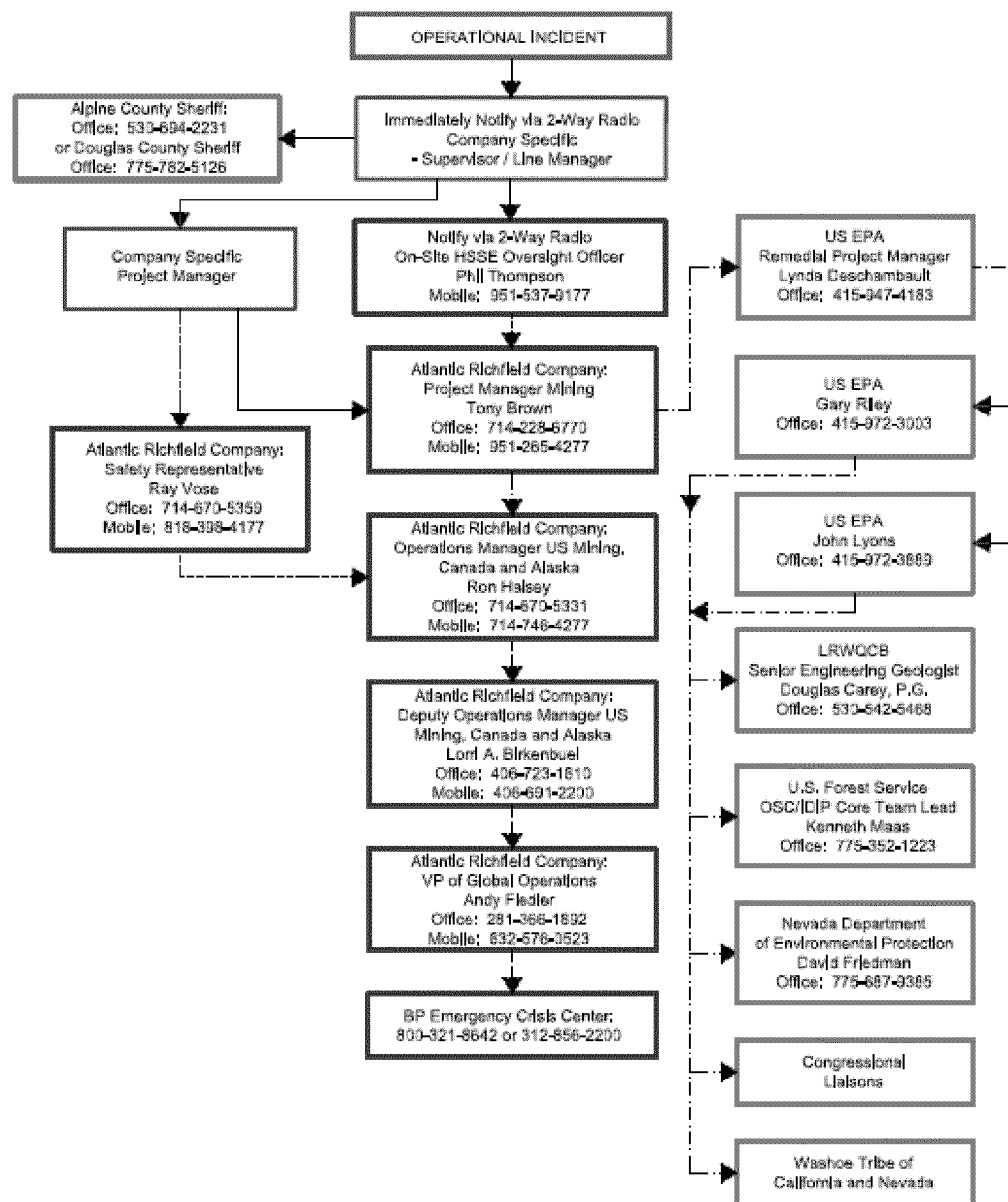 OPERATIONAL INCIDENT
Alpine County Sheriff:
Office: 530-694-2231
or Douglas County Sheriff
Office: 775-782-5126
Immediately Notify via 2-Way Radio
Company Specific
- Supervisor / Line Manager
Company Specific
Project Manager
Notify via 2-Way Radio
On-Site HSSE Oversight Officer
Phil Thompson
Mobile: 951-537-9177
US EPA
Remedial Project Manager
Lynda Deschambault
Office: 415-947-4183
Atlantic Richfield Company:
Project Manager Mining
Tony Brown
Office: 714-228-6770
Mobile: 951-265-4277
US EPA
Gary Riley
Office: 415-972-3003
Atlantic Richfield Company:
Safety Representative
Ray Vose
Office: 714-670-5359
Mobile: 818-398-4177
Atlantic Richfield Company:
Operations Manager US Mining,
Canada and Alaska
Ron Halsey
Office: 714-670-5331
Mobile: 714-746-4277
US EPA
John Lyons
Office: 415-972-3889
LRWQCB
Senior Engineering Geologist
Douglas Carey, P.G.
Office: 530-542-5468
Atlantic Richfield Company:
Deputy Operations Manager US
Mining, Canada and Alaska
Lorri A. Birkenbuel
Office: 406-723-1810
Mobile: 406-691-2200
U.S. Forest Service
OSC/IDIP Core Team Lead
Kenneth Maas
Office: 775-352-1223
Atlantic Richfield Company:
VP of Global Operations
Andy Fiedler
Office: 281-366-1892
Mobile: 832-576-0523
Nevada Department
of Environmental Protection
David Friedman
Office: 775-687-9385
BP Emergency Crisis Center:
800-321-8642 or 312-856-2200
Congressional
Liaisons
Washoe Tribe of
California and Nevada